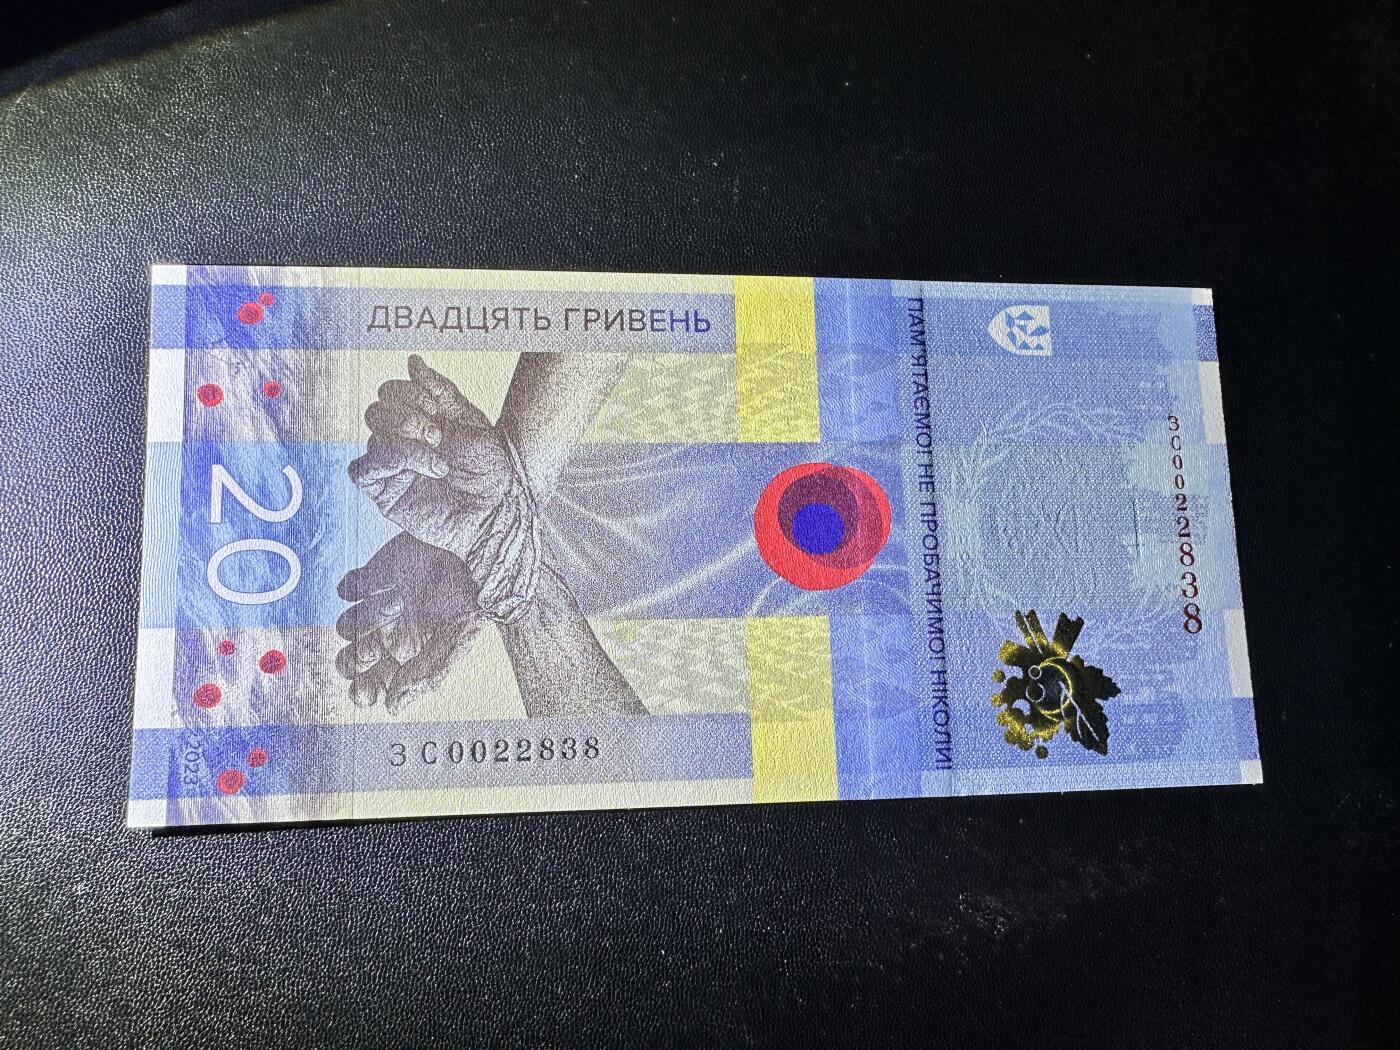 ДВАДЦЯТЬ ГРИВЕНЬ
20
ЗС0022838
2023
ПАМ'ЯТАЄМО! НЕ ПРОБАЧИМО! НІКОЛИ!
ЗС0022838